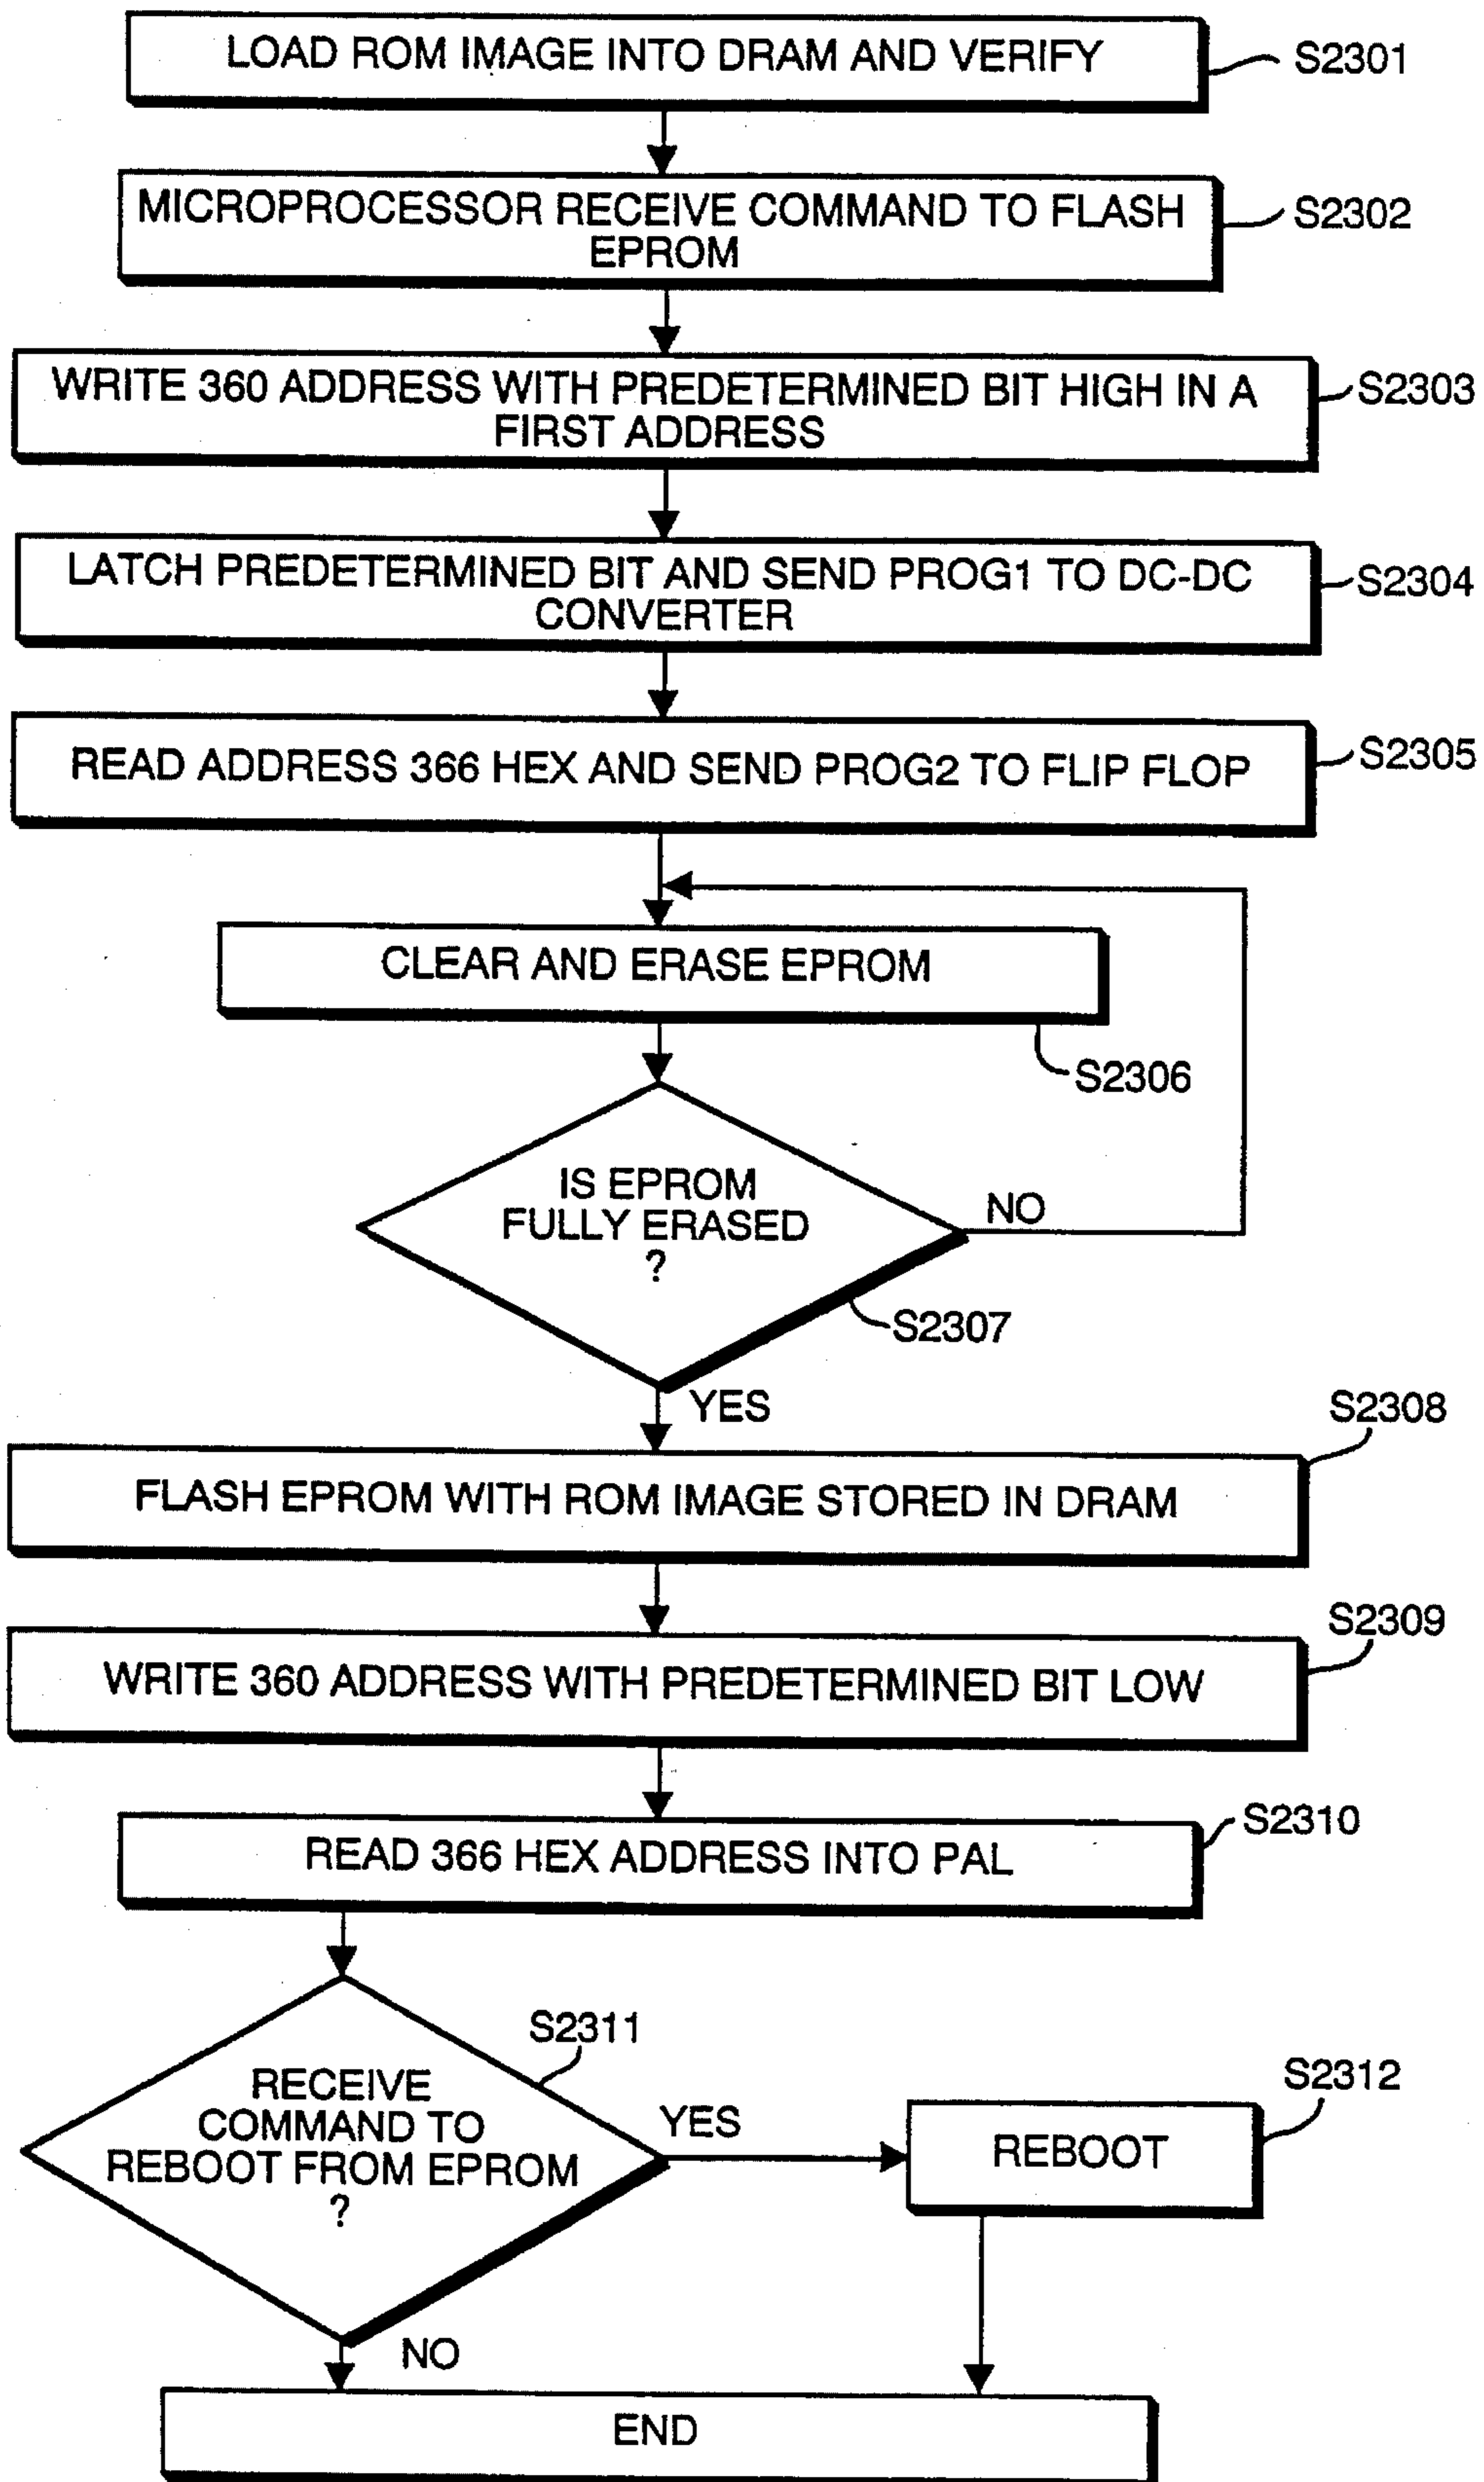 LOAD ROM IMAGE INTO DRAM AND VERIFY
S2301
MICROPROCESSOR RECEIVE COMMAND TO FLASH
EPROM
S2302
WRITE 360 ADDRESS WITH PREDETERMINED BIT HIGH IN A
FIRST ADDRESS
S2303
LATCH PREDETERMINED BIT AND SEND PROG1 TO DC-DC
CONVERTER
S2304
READ ADDRESS 366 HEX AND SEND PROG2 TO FLIP FLOP
S2305
CLEAR AND ERASE EPROM
S2306
IS EPROM
FULLY ERASED
?
NO
S2307
YES
S2308
FLASH EPROM WITH ROM IMAGE STORED IN DRAM
S2309
WRITE 360 ADDRESS WITH PREDETERMINED BIT LOW
S2310
READ 366 HEX ADDRESS INTO PAL
S2311
RECEIVE
COMMAND TO
REBOOT FROM EPROM
?
YES
S2312
REBOOT
NO
END